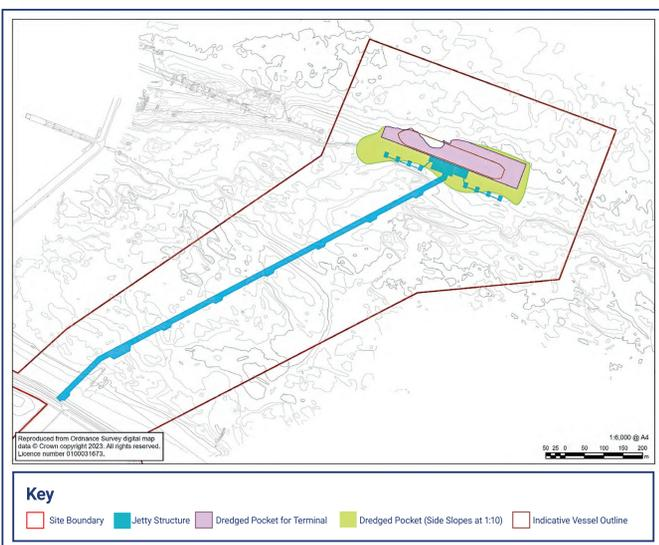 Reproduced from Ordnance Survey digital map
data © Crown copyright 2023. All rights reserved.
Licence number 0100031673.
1:6,000 @ A4
50 25 0 50 100 150 200
m
Key
Site Boundary
Jetty Structure
Dredged Pocket for Terminal
Dredged Pocket (Side Slopes at 1:10)
Indicative Vessel Outline